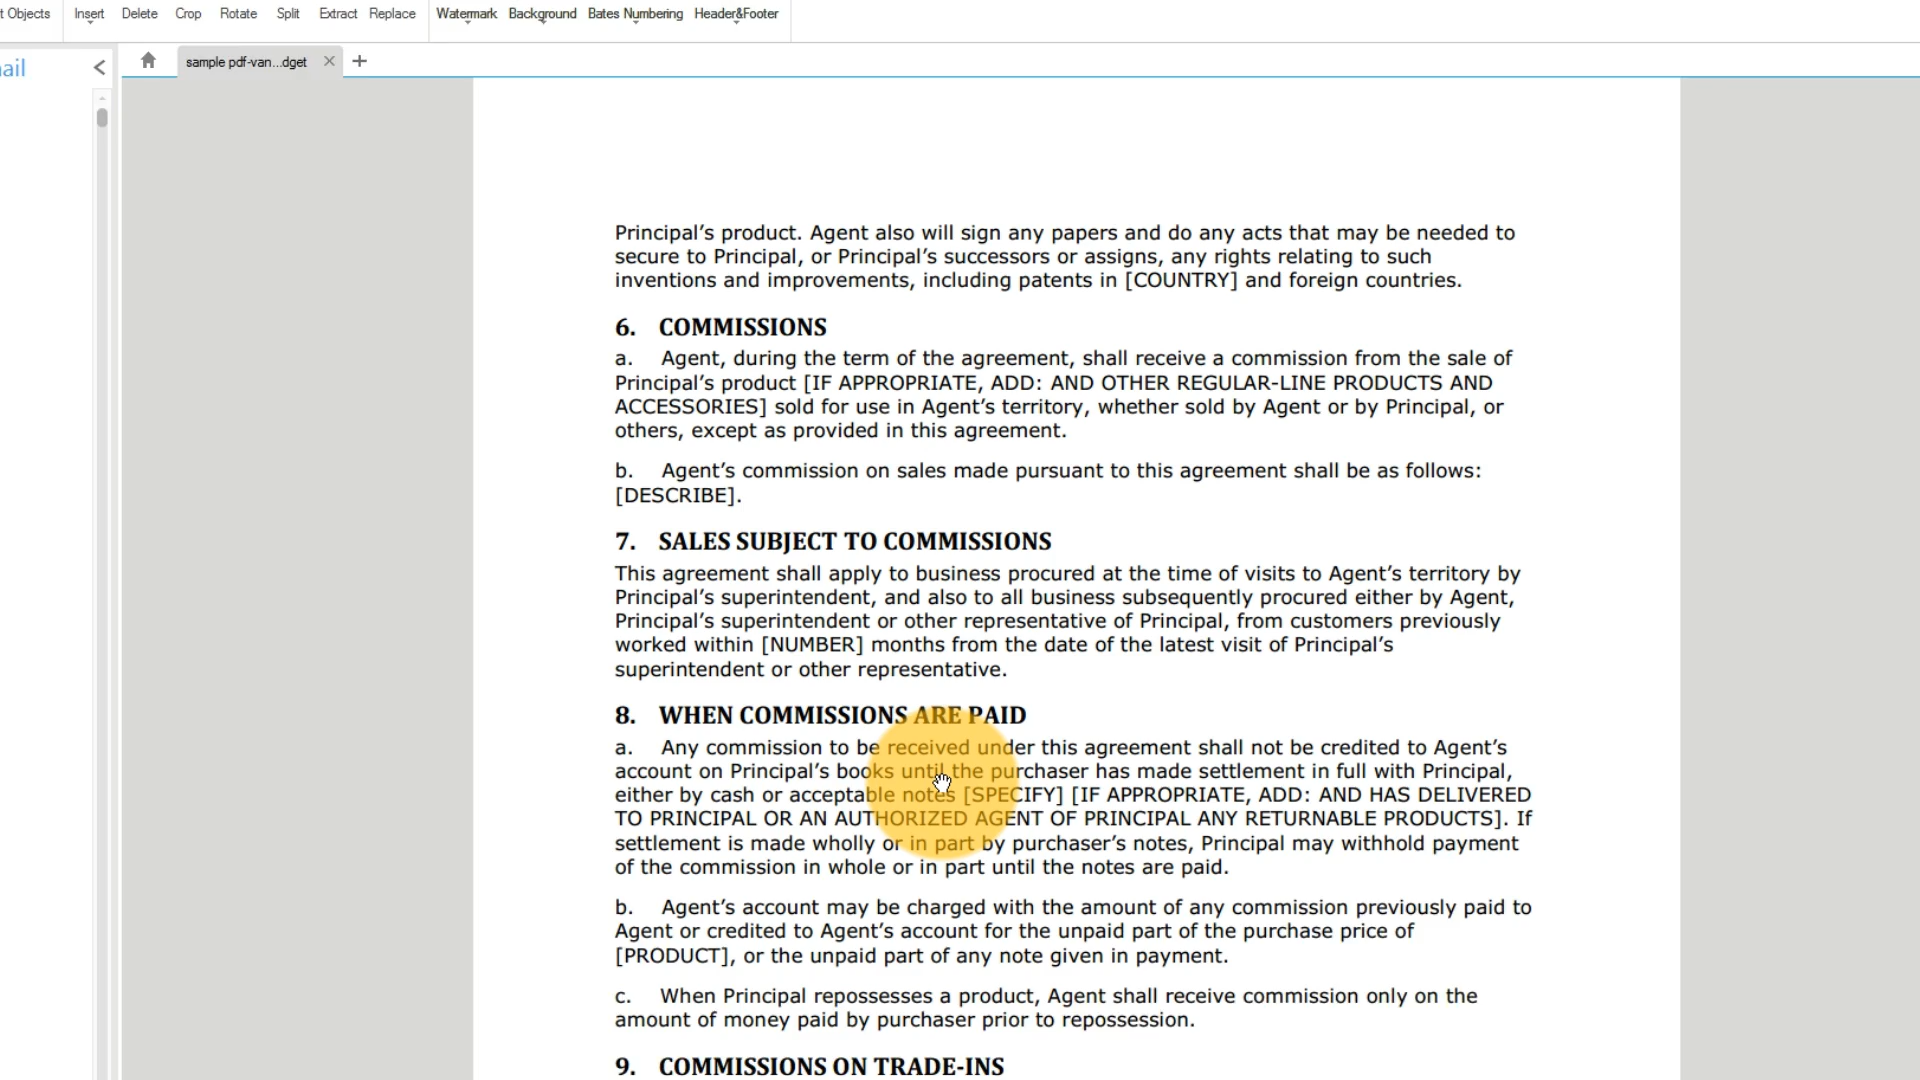 t Objects Insert Delete Crop Rotate Split Extract Replace Watermark Background Bates Numbering Header&Footer
ail
sample pdf-van...dget
Principal's product. Agent also will sign any papers and do any acts that may be needed to
secure to Principal, or Principal's successors or assigns, any rights relating to such
inventions and improvements, including patents in [COUNTRY] and foreign countries.
6. COMMISSIONS
a. Agent, during the term of the agreement, shall receive a commission from the sale of
Principal's product [IF APPROPRIATE, ADD: AND OTHER REGULAR-LINE PRODUCTS AND
ACCESSORIES] sold for use in Agent's territory, whether sold by Agent or by Principal, or
others, except as provided in this agreement.
b. Agent's commission on sales made pursuant to this agreement shall be as follows:
[DESCRIBE].
7. SALES SUBJECT TO COMMISSIONS
This agreement shall apply to business procured at the time of visits to Agent's territory by
Principal's superintendent, and also to all business subsequently procured either by Agent,
Principal's superintendent or other representative of Principal, from customers previously
worked within [NUMBER] months from the date of the latest visit of Principal's
superintendent or other representative.
8. WHEN COMMISSIONS ARE PAID
a. Any commission to be received under this agreement shall not be credited to Agent's
account on Principal's books until the purchaser has made settlement in full with Principal,
either by cash or acceptable notes [SPECIFY] [IF APPROPRIATE, ADD: AND HAS DELIVERED
TO PRINCIPAL OR AN AUTHORIZED AGENT OF PRINCIPAL ANY RETURNABLE PRODUCTS]. If
settlement is made wholly or in part by purchaser's notes, Principal may withhold payment
of the commission in whole or in part until the notes are paid.
b. Agent's account may be charged with the amount of any commission previously paid to
Agent or credited to Agent's account for the unpaid part of the purchase price of
[PRODUCT], or the unpaid part of any note given in payment.
c. When Principal repossesses a product, Agent shall receive commission only on the
amount of money paid by purchaser prior to repossession.
9. COMMISSIONS ON TRADE-INS